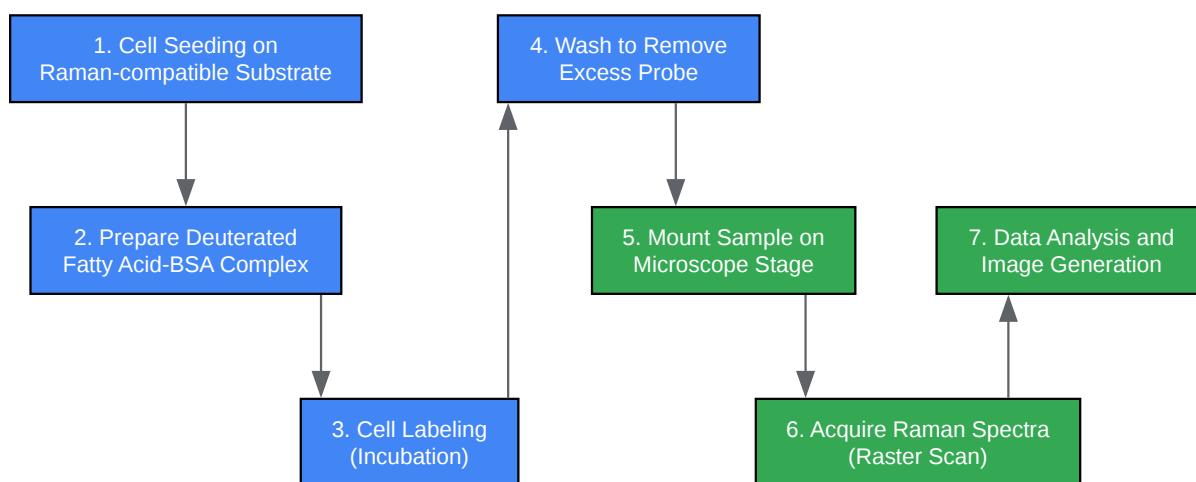 1. Cell Seeding on
Raman-compatible Substrate
2. Prepare Deuterated
Fatty Acid-BSA Complex
3. Cell Labeling
(Incubation)
4. Wash to Remove
Excess Probe
5. Mount Sample on
Microscope Stage
6. Acquire Raman Spectra
(Raster Scan)
7. Data Analysis and
Image Generation